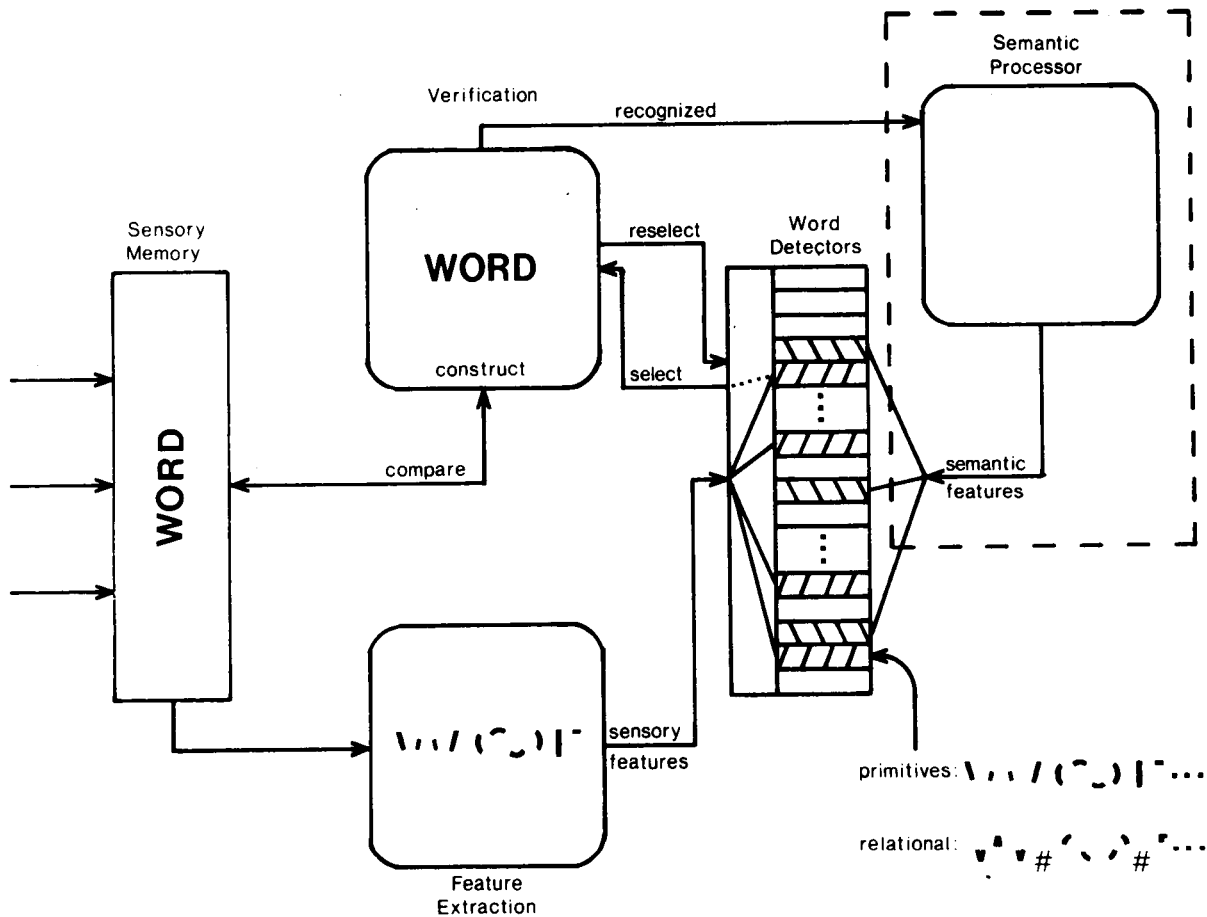 Semantic
Processor
Verification
recognized
Sensory
Memory
reselect
Word
Detectors
WORD
construct
select
WORD
compare
semantic
features
sensory
features
primitives:
relational: # #
Feature
Extraction